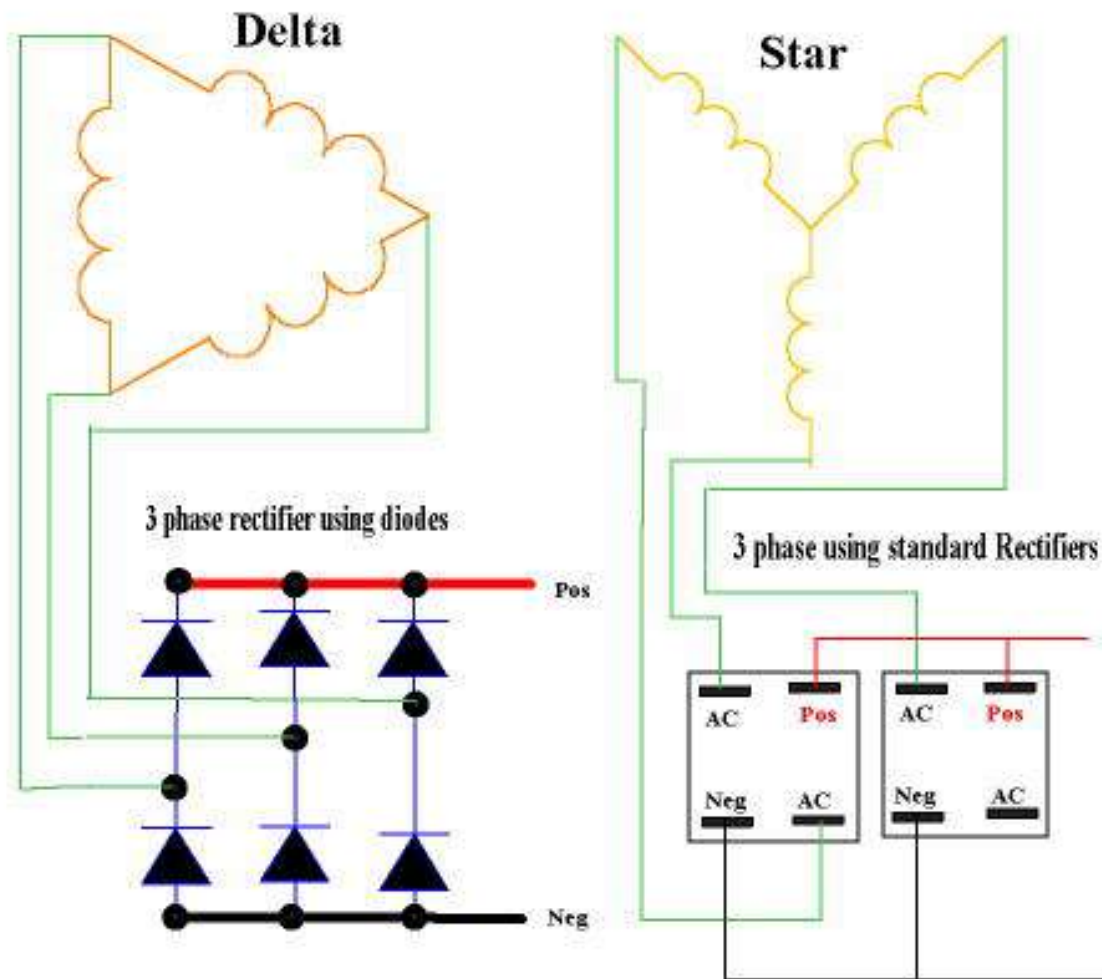 Delta
Star
3 phase rectifier using diodes
Pos
Neg
3 phase using standard Rectifiers
AC
Pos
Neg
AC
AC
Pos
Neg
AC